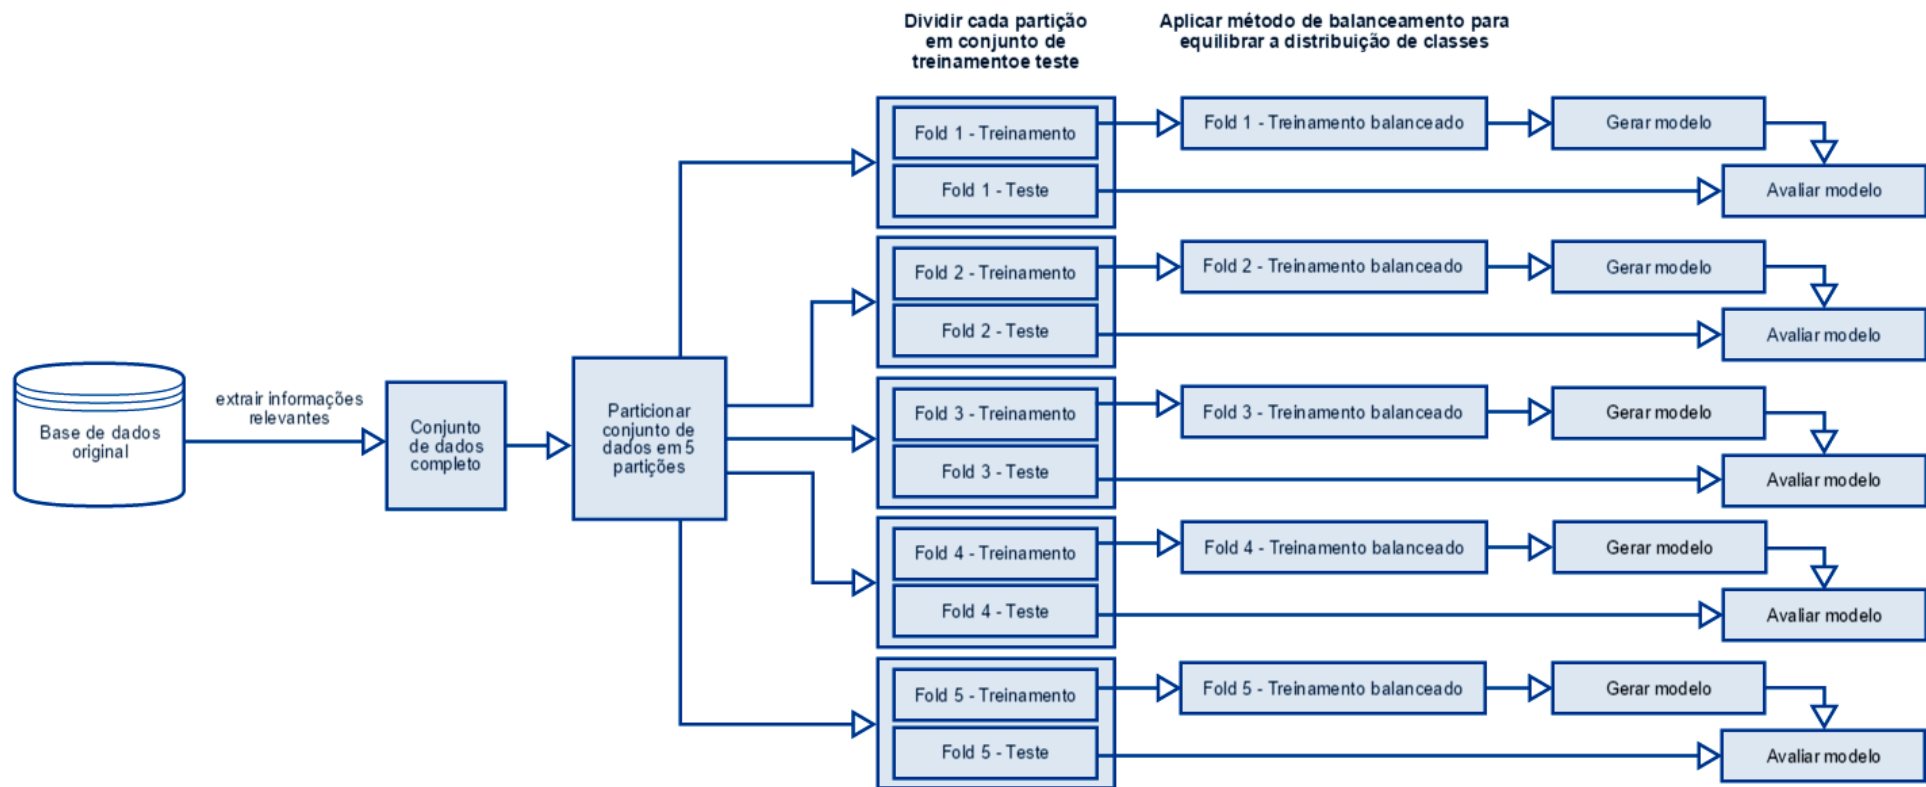 Dividir cada partição
em conjunto de
treinamentoe teste
Aplicar método de balanceamento para
equilibrar a distribuição de classes
Base de dados
original
extrair informações
relevantes
Conjunto
de dados
completo
Particionar
conjunto de
dados em 5
partições
Fold 1 - Treinamento
Fold 1 - Teste
Fold 1 - Treinamento balanceado
Gerar modelo
Avaliar modelo
Fold 2 - Treinamento
Fold 2 - Teste
Fold 2 - Treinamento balanceado
Gerar modelo
Avaliar modelo
Fold 3 - Treinamento
Fold 3 - Teste
Fold 3 - Treinamento balanceado
Gerar modelo
Avaliar modelo
Fold 4 - Treinamento
Fold 4 - Teste
Fold 4 - Treinamento balanceado
Gerar modelo
Avaliar modelo
Fold 5 - Treinamento
Fold 5 - Teste
Fold 5 - Treinamento balanceado
Gerar modelo
Avaliar modelo